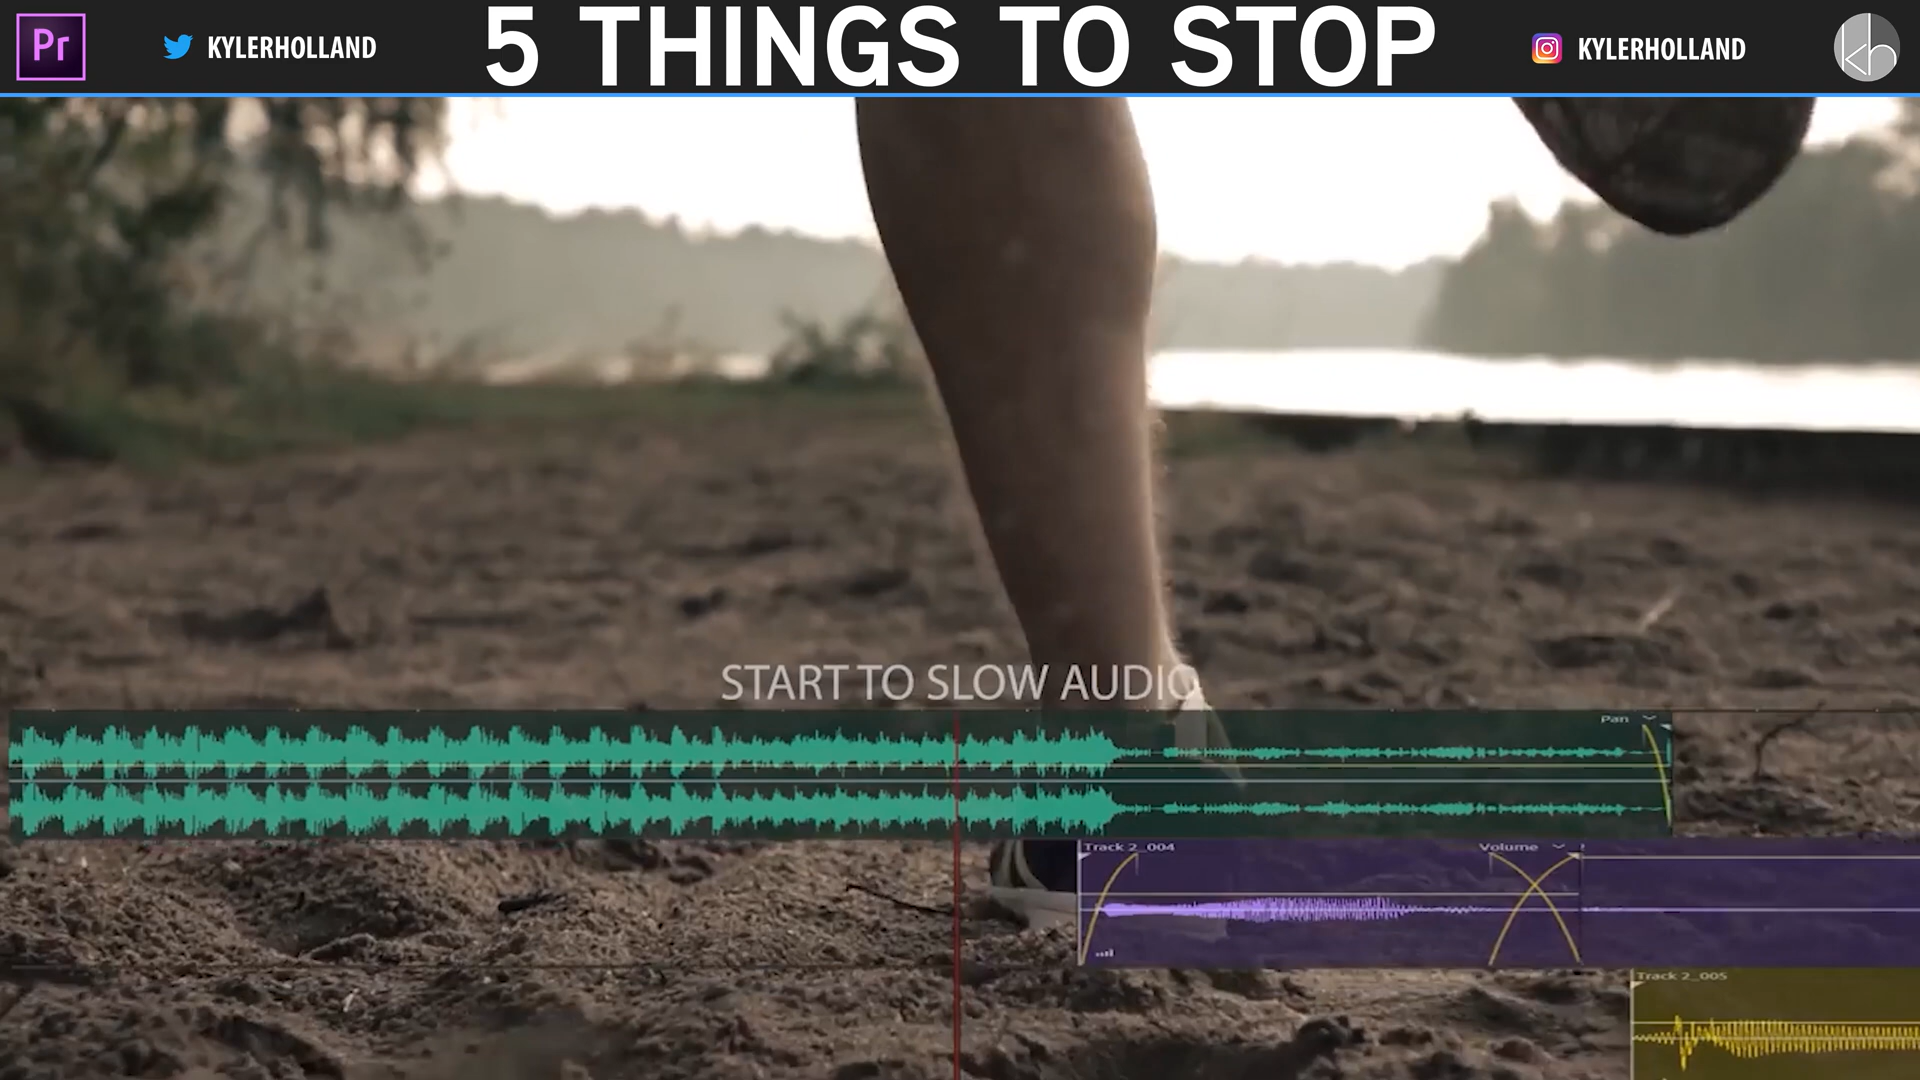 Pr
KYLERHOLLAND
5 THINGS TO STOP
KYLERHOLLAND
kh
START TO SLOW AUDIO
Pan
Track 2_004
Volume
Track 2_005